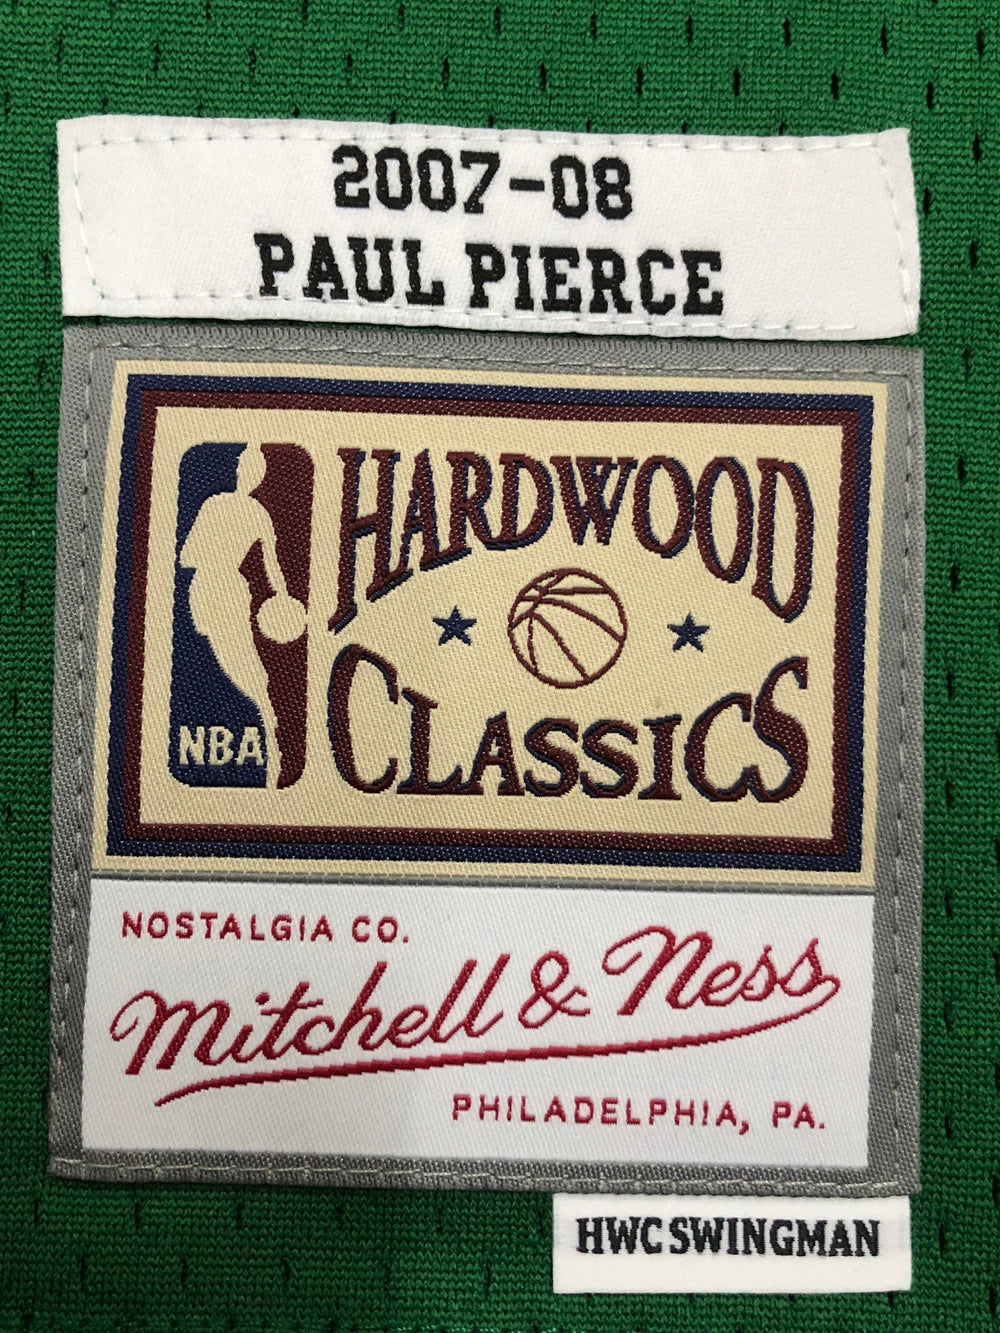 2007-08
PAUL PIERCE
HARDWOOD
CLASSICS
NBA
NOSTALGIA CO.
Mitchell & Ness
PHILADELPHIA, PA.
HWC SWINGMAN